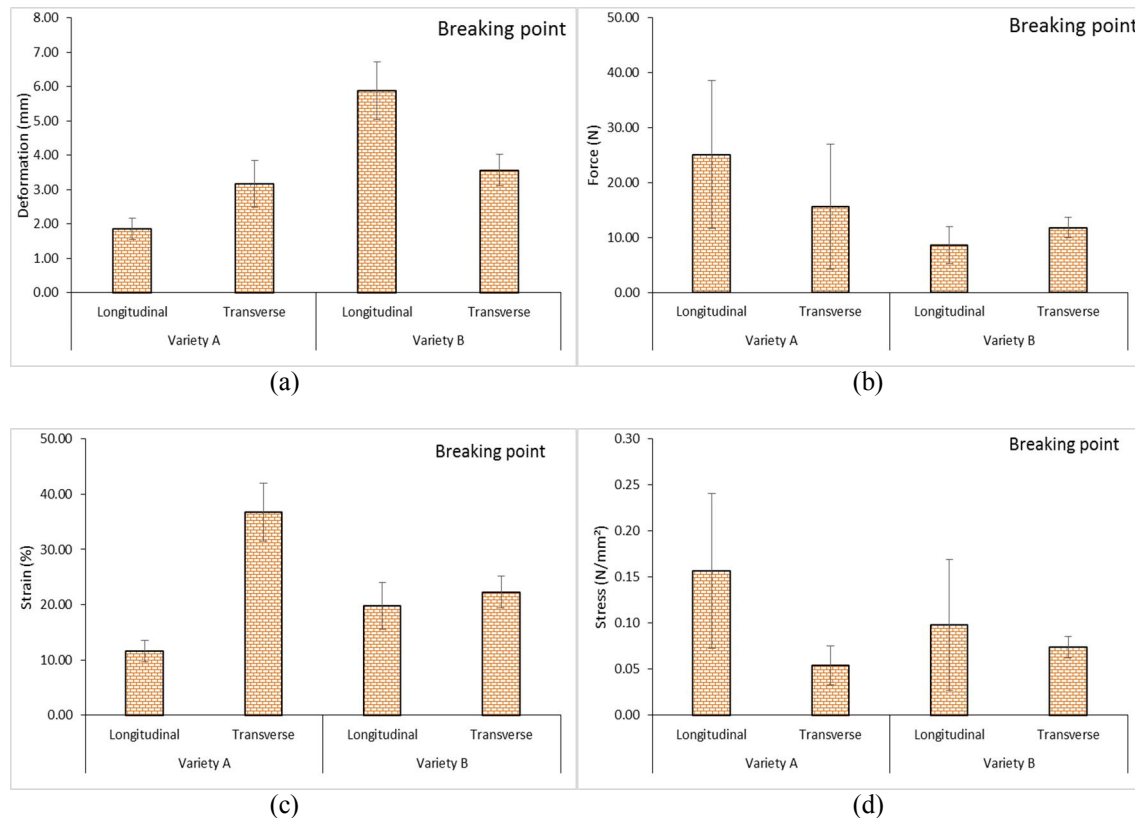 Breaking point
Deformation (mm)
8.00
7.00
6.00
5.00
4.00
3.00
2.00
1.00
0.00
Longitudinal Transverse Longitudinal Transverse
Variety A Variety B
(a)
Breaking point
Force (N)
50.00
40.00
30.00
20.00
10.00
0.00
Longitudinal Transverse Longitudinal Transverse
Variety A Variety B
(b)
Breaking point
Strain (%)
50.00
40.00
30.00
20.00
10.00
0.00
Longitudinal Transverse Longitudinal Transverse
Variety A Variety B
(c)
Breaking point
Stress (N/mm²)
0.30
0.25
0.20
0.15
0.10
0.05
0.00
Longitudinal Transverse Longitudinal Transverse
Variety A Variety B
(d)